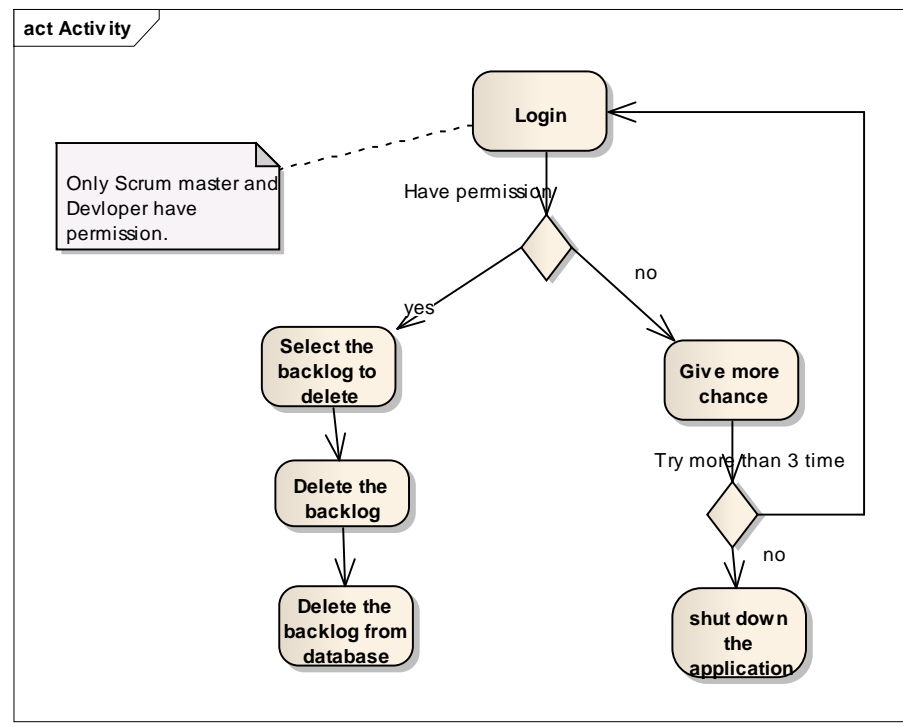 act Activity
Login
Only Scrum master and
Devloper have
permission.
Have permission
no
yes
Select the
backlog to
delete
Give more
chance
Try more than 3 time
Delete the
backlog
no
Delete the
backlog from
database
shut down
the
application